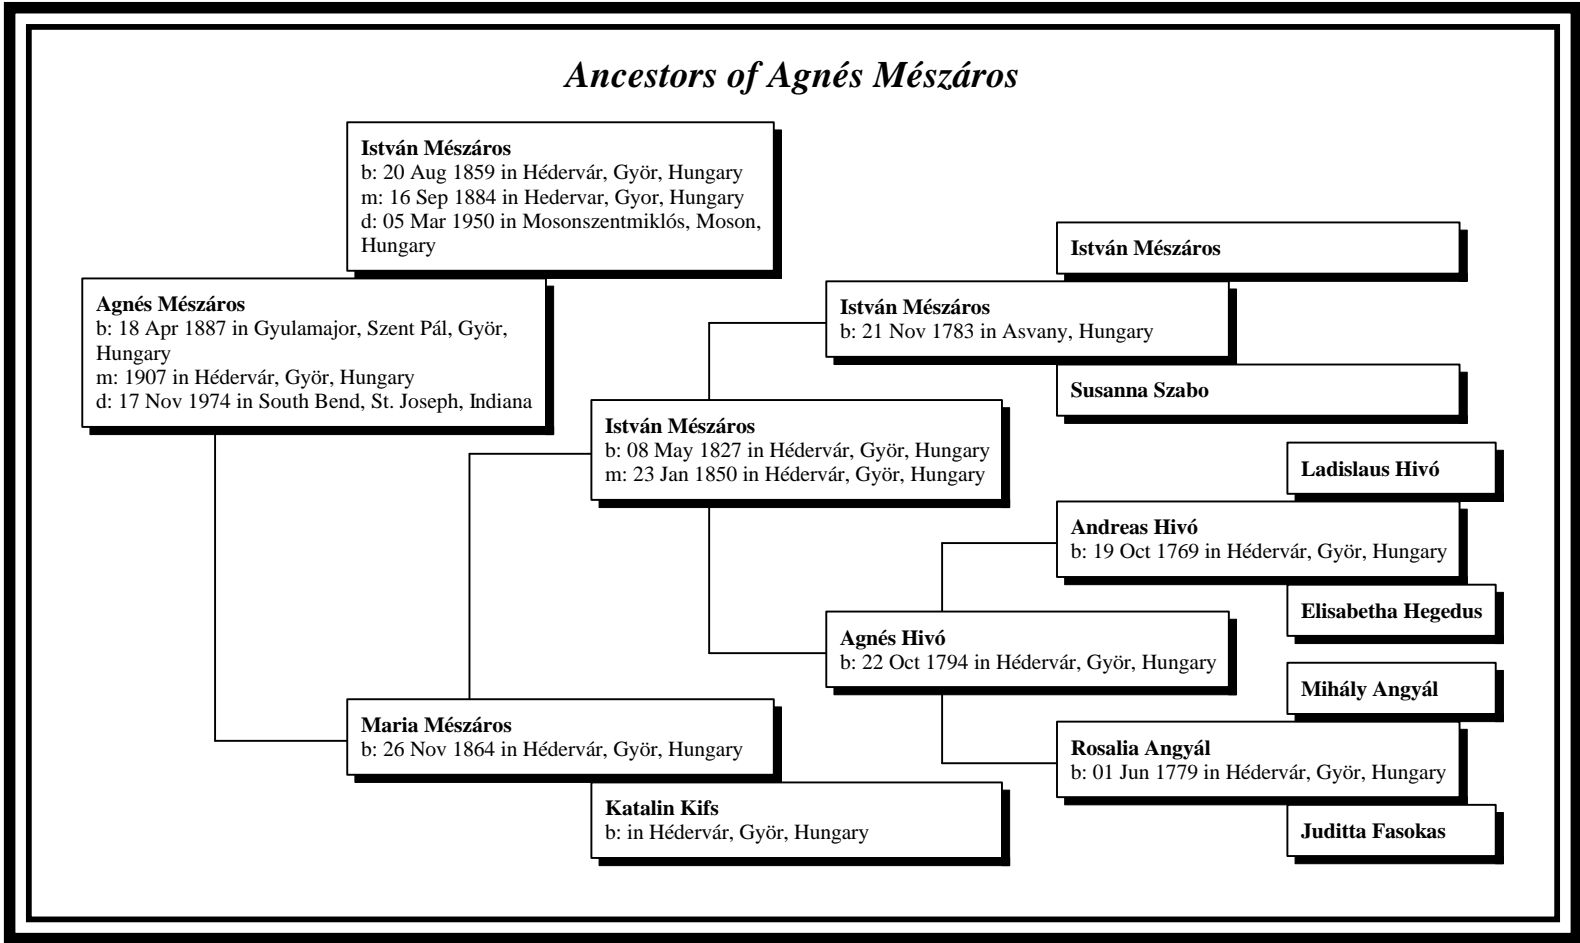 Ancestors of Agnés Mészáros
István Mészáros
b: 20 Aug 1859 in Hédervár, Györ, Hungary
m: 16 Sep 1884 in Hedervar, Gyor, Hungary
d: 05 Mar 1950 in Mosonszentmiklós, Moson,
Hungary
Agnés Mészáros
b: 18 Apr 1887 in Gyulamajor, Szent Pál, Györ,
Hungary
m: 1907 in Hédervár, Györ, Hungary
d: 17 Nov 1974 in South Bend, St. Joseph, Indiana
István Mészáros
István Mészáros
b: 21 Nov 1783 in Asvany, Hungary
Susanna Szabo
István Mészáros
b: 08 May 1827 in Hédervár, Györ, Hungary
m: 23 Jan 1850 in Hédervár, Györ, Hungary
Ladislaus Hivó
Andreas Hivó
b: 19 Oct 1769 in Hédervár, Györ, Hungary
Elisabetha Hegedus
Agnés Hivó
b: 22 Oct 1794 in Hédervár, Györ, Hungary
Mihály Angyál
Rosalia Angyál
b: 01 Jun 1779 in Hédervár, Györ, Hungary
Juditta Fasokas
Maria Mészáros
b: 26 Nov 1864 in Hédervár, Györ, Hungary
Katalin Kifs
b: in Hédervár, Györ, Hungary